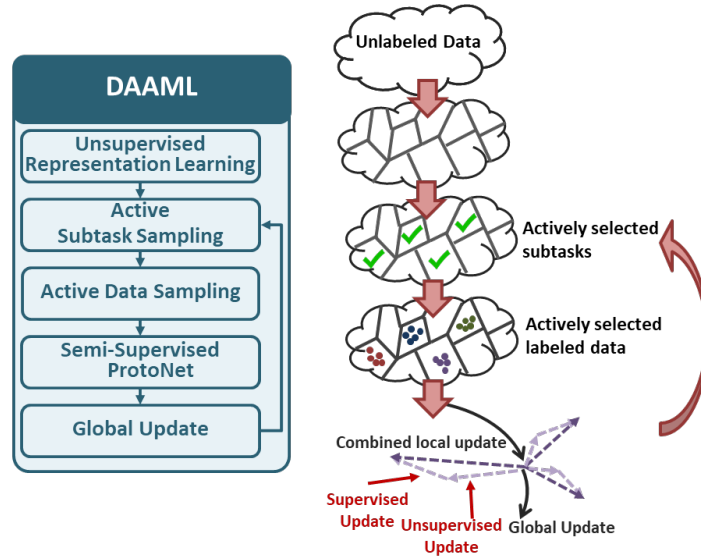 DAAML
Unsupervised
Representation Learning
Active
Subtask Sampling
Active Data Sampling
Semi-Supervised
ProtoNet
Global Update
Unlabeled Data
Actively selected
subtasks
Actively selected
labeled data
Combined local update
Supervised
Update
Unsupervised
Update
Global Update